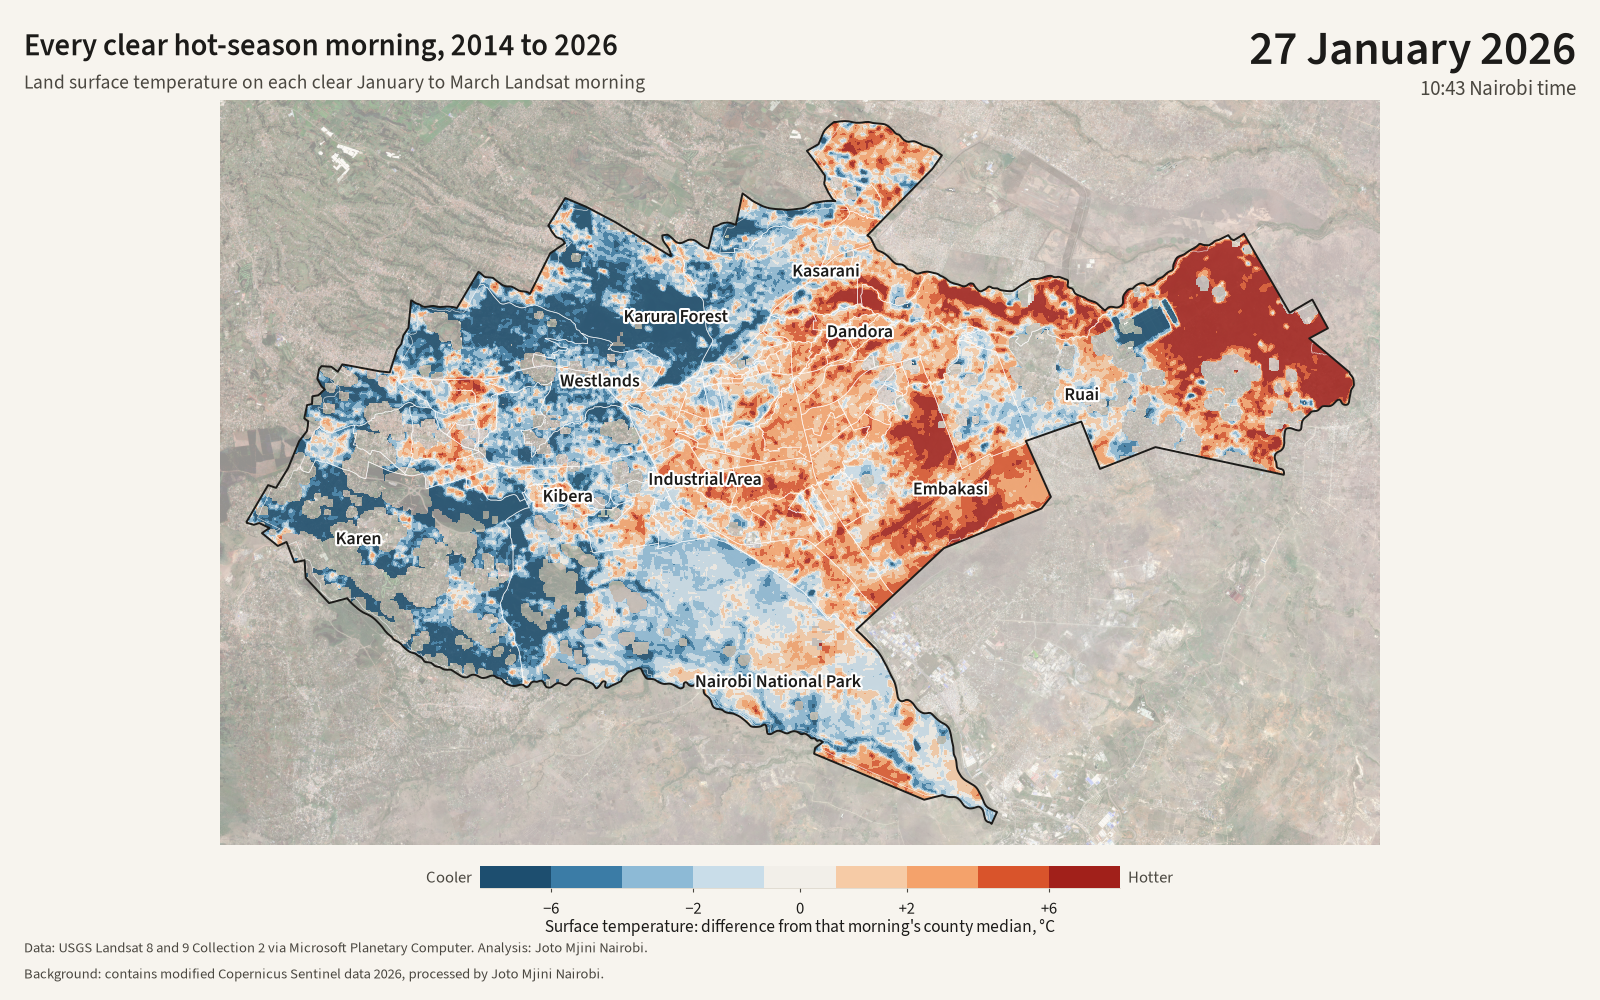 Every clear hot-season morning, 2014 to 2026
Land surface temperature on each clear January to March Landsat morning
27 January 2026
10:43 Nairobi time
Kasarani
Karura Forest
Dandora
Westlands
Ruai
Industrial Area
Embakasi
Kibera
Karen
Nairobi National Park
Cooler
Hotter
−6
−2
0
+2
+6
Surface temperature: difference from that morning's county median, °C
Data: USGS Landsat 8 and 9 Collection 2 via Microsoft Planetary Computer. Analysis: Joto Mjini Nairobi.
Background: contains modified Copernicus Sentinel data 2026, processed by Joto Mjini Nairobi.